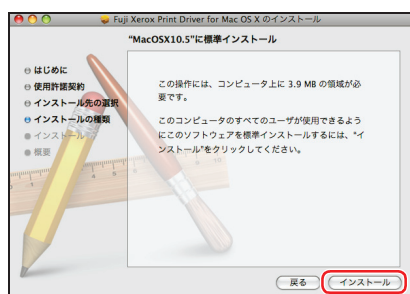 Fuji Xerox Print Driver for Mac OS X のインストール
“MacOSX10.5”に標準インストール
はじめに
使用許諾契約
インストール先の選択
インストールの種類
インストール
概要
この操作には、コンピュータ上に 3.9 MB の領域が必
要です。
このコンピュータのすべてのユーザが使用できるよう
にこのソフトウェアを標準インストールするには、“イ
ンストール”をクリックしてください。
戻る
インストール